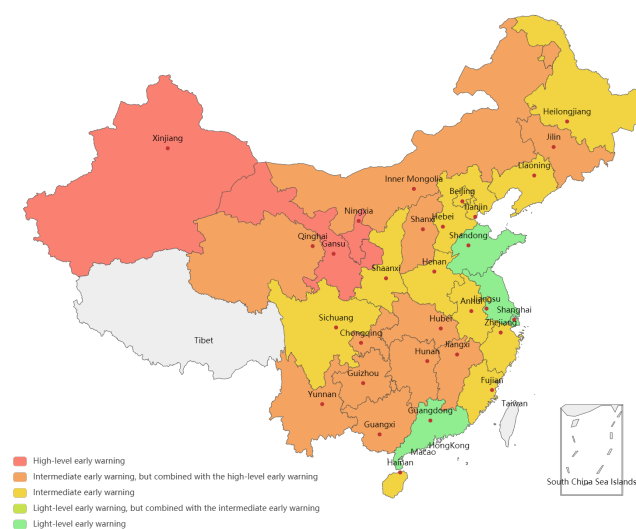 Heilongjiang
Xinjiang
Jilin
Liaoning
Inner Mongolia
Beijing
Tianjin
Ningxia
Shanxi
Hebei
Qinghai
Gansu
Shandong
Shaanxi
Henan
Anhui
Jiangsu
Shanghai
Sichuan
Hubei
Zhejiang
Chongqing
Tibet
Hunan
Jiangxi
Guizhou
Fujian
Yunnan
Taiwan
Guangdong
Guangxi
HongKong
Macao
Hainan
South China Sea Islands
High-level early warning
Intermediate early warning, but combined with the high-level early warning
Intermediate early warning
Light-level early warning, but combined with the intermediate early warning
Light-level early warning